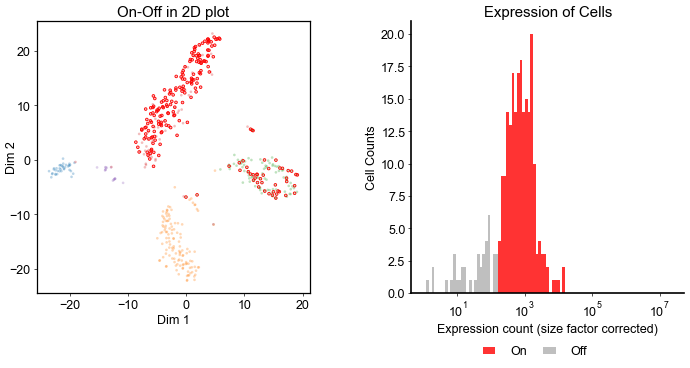 On-Off in 2D plot
Dim 2
20
10
0
−10
−20
−20 −10 0 10 20
Dim 1
Expression of Cells
Cell Counts
20.0
17.5
15.0
12.5
10.0
7.5
5.0
2.5
0.0
10^1 10^3 10^5 10^7
Expression count (size factor corrected)
On Off